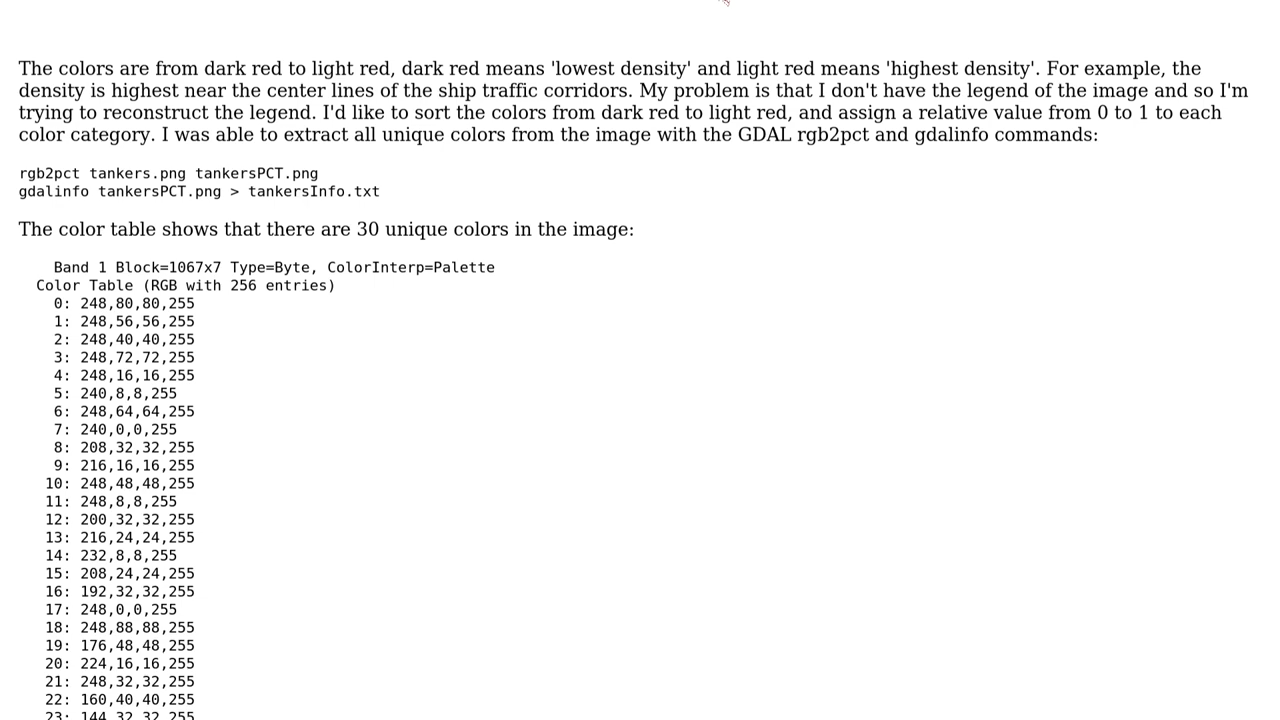 The colors are from dark red to light red, dark red means 'lowest density' and light red means 'highest density'. For example, the
density is highest near the center lines of the ship traffic corridors. My problem is that I don't have the legend of the image and so I'm
trying to reconstruct the legend. I'd like to sort the colors from dark red to light red, and assign a relative value from 0 to 1 to each
color category. I was able to extract all unique colors from the image with the GDAL rgb2pct and gdalinfo commands:
rgb2pct tankers.png tankersPCT.png
gdalinfo tankersPCT.png > tankersInfo.txt
The color table shows that there are 30 unique colors in the image:
Band 1 Block=1067x7 Type=Byte, ColorInterp=Palette
Color Table (RGB with 256 entries)
0: 248,80,80,255
1: 248,56,56,255
2: 248,40,40,255
3: 248,72,72,255
4: 248,16,16,255
5: 240,8,8,255
6: 248,64,64,255
7: 240,0,0,255
8: 208,32,32,255
9: 216,16,16,255
10: 248,48,48,255
11: 248,8,8,255
12: 200,32,32,255
13: 216,24,24,255
14: 232,8,8,255
15: 208,24,24,255
16: 192,32,32,255
17: 248,0,0,255
18: 248,88,88,255
19: 176,48,48,255
20: 224,16,16,255
21: 248,32,32,255
22: 160,40,40,255
23: 144,32,32,255